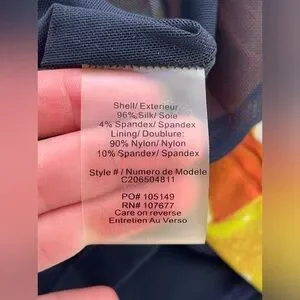 Shell/ Exterieur
96% Silk/ Soie
4% Spandex/ Spandex
Lining/ Doublure:
90% Nylon/ Nylon
10% Spandex/ Spandex
Style # / Numero de Modele
C206504811
PO# 105149
RN# 107677
Care on reverse
Entretien Au Verso